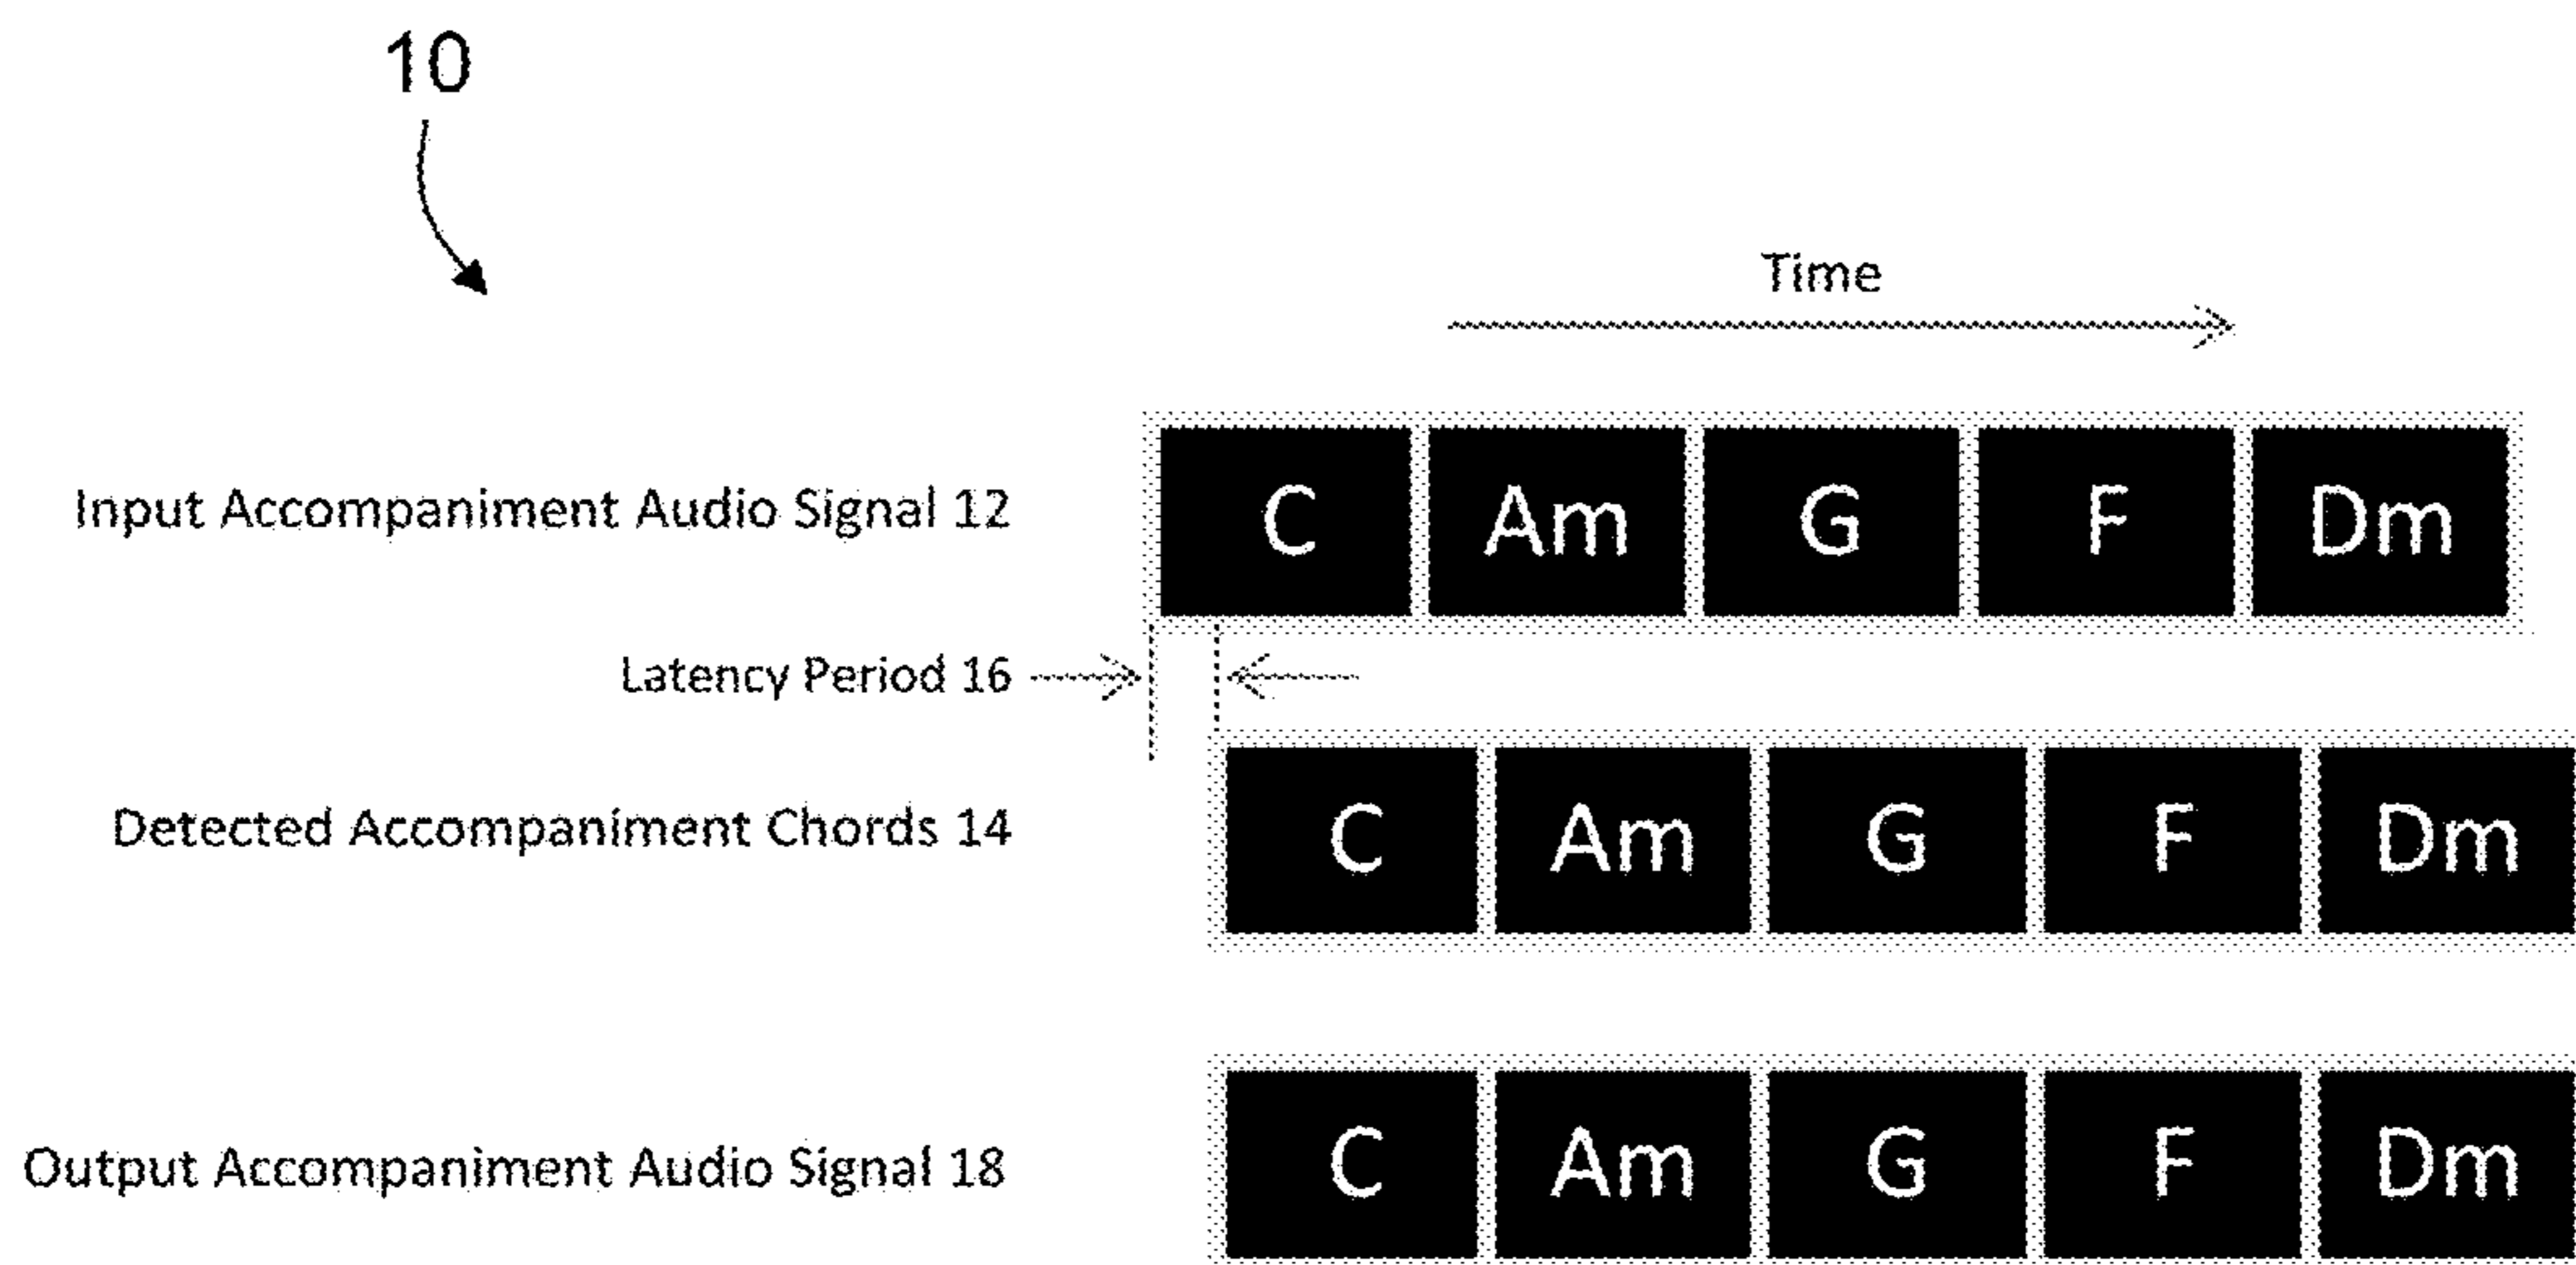 10
Time
Input Accompaniment Audio Signal 12
C Am G F Dm
Latency Period 16
Detected Accompaniment Chords 14
C Am G F Dm
Output Accompaniment Audio Signal 18
C Am G F Dm